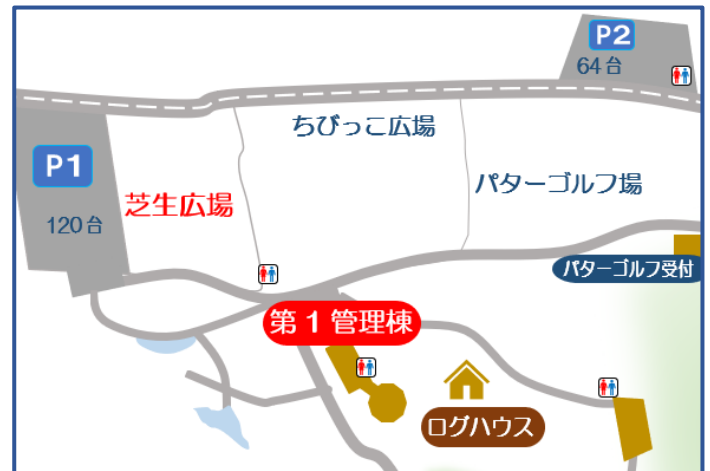 P2
64台
ちびっこ広場
P1
120台
芝生広場
パターゴルフ場
パターゴルフ受付
第1管理棟
ログハウス